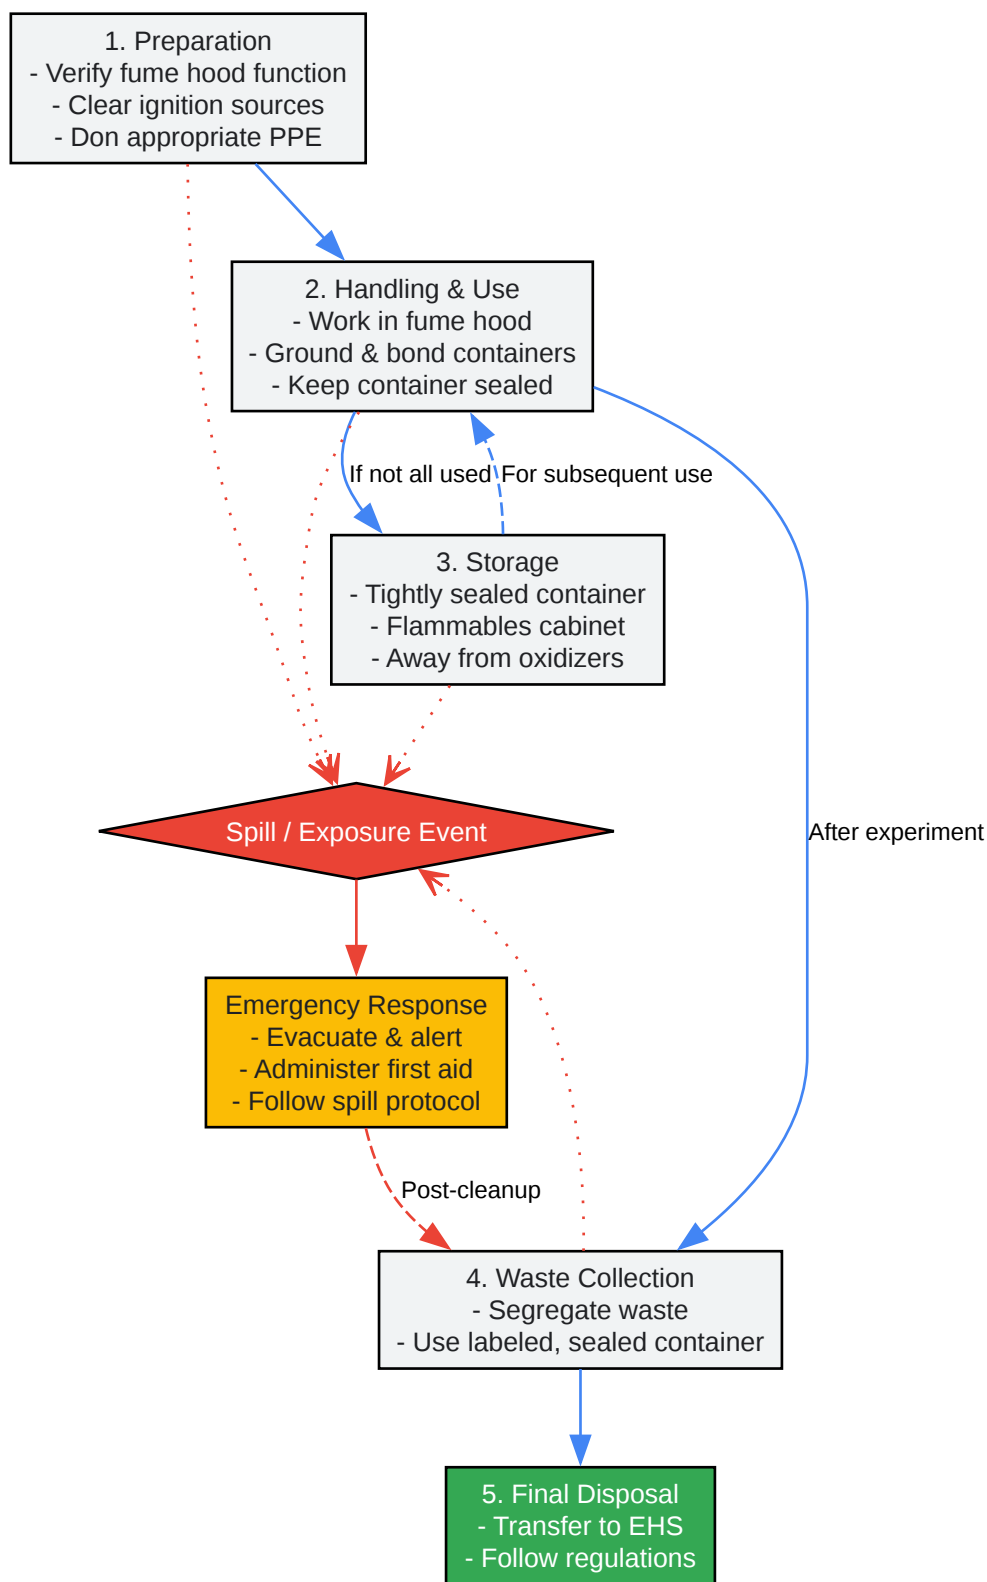 1. Preparation
- Verify fume hood function
- Clear ignition sources
- Don appropriate PPE
2. Handling & Use
- Work in fume hood
- Ground & bond containers
- Keep container sealed
If not all used
For subsequent use
3. Storage
- Tightly sealed container
- Flammables cabinet
- Away from oxidizers
Spill / Exposure Event
After experiment
Emergency Response
- Evacuate & alert
- Administer first aid
- Follow spill protocol
Post-cleanup
4. Waste Collection
- Segregate waste
- Use labeled, sealed container
5. Final Disposal
- Transfer to EHS
- Follow regulations